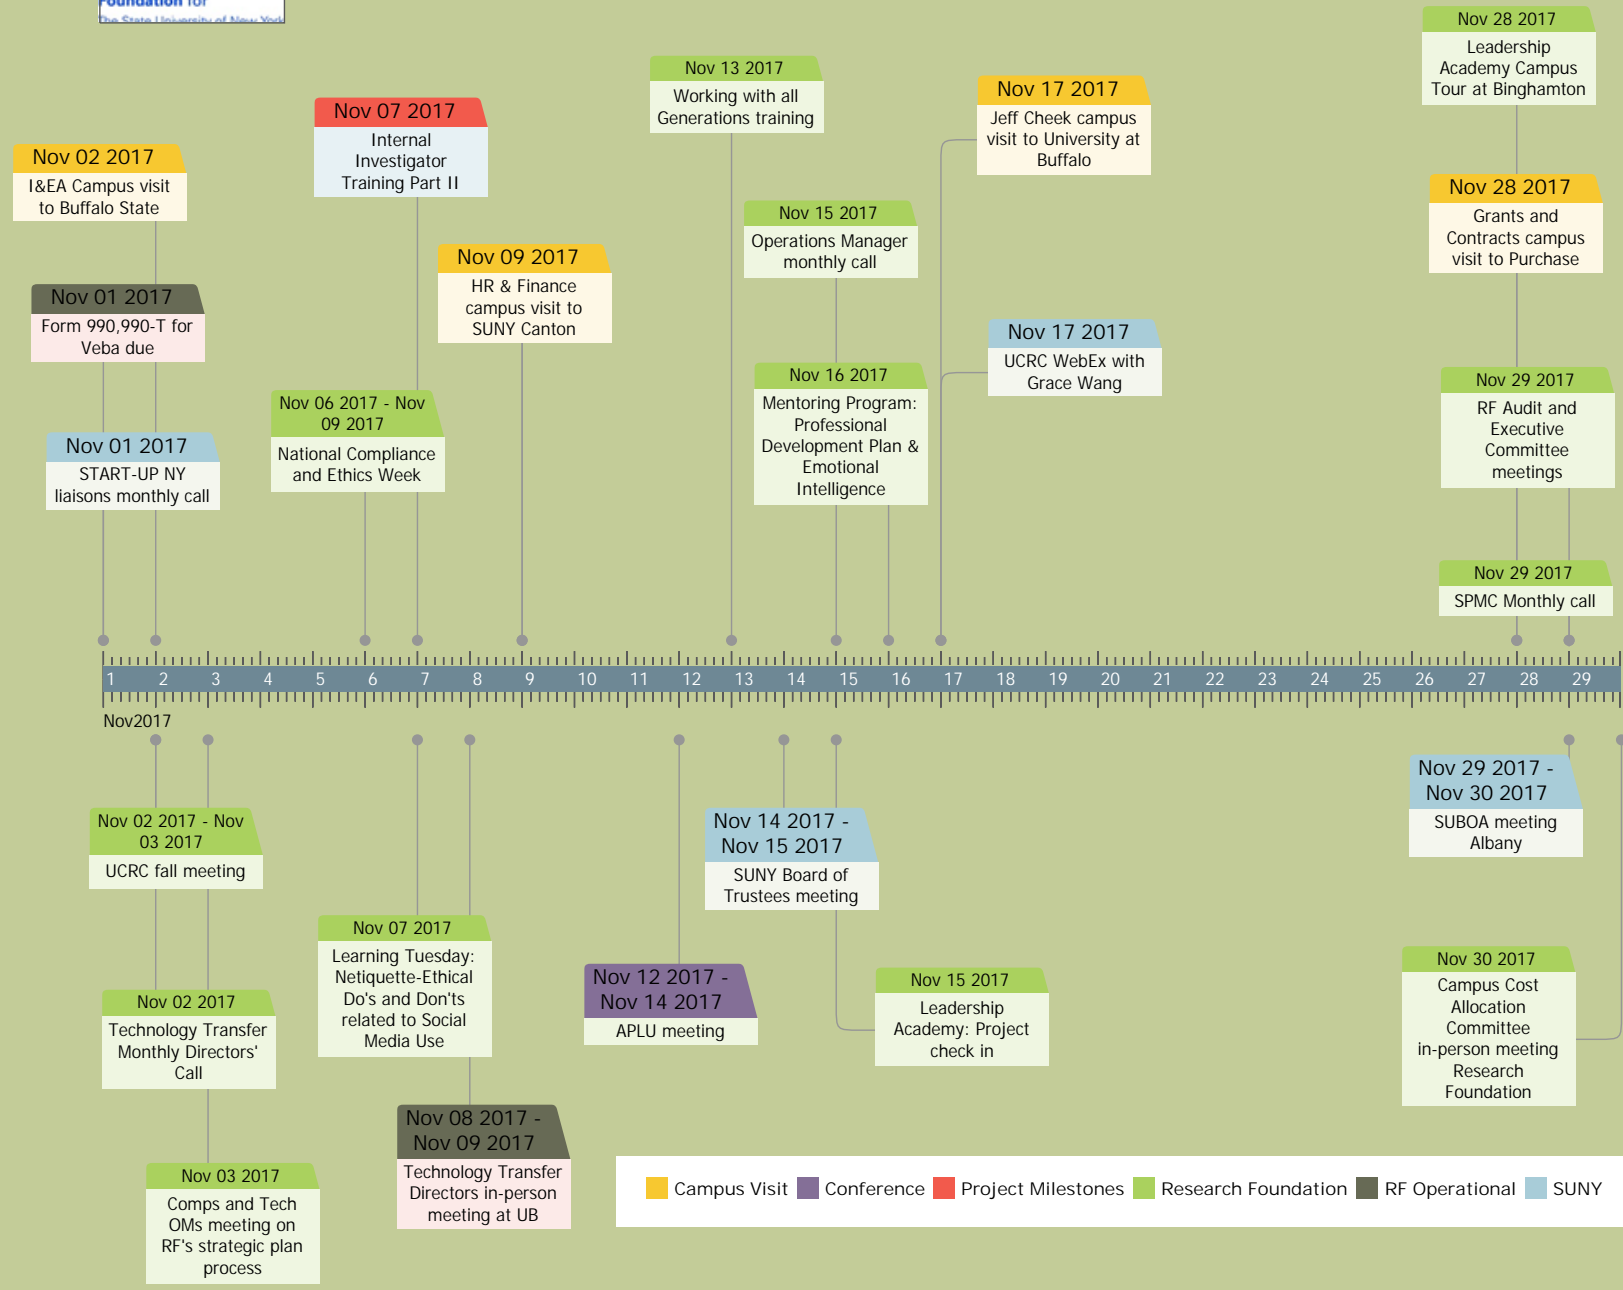 Foundation for
The State University of New York
Nov 28 2017
Leadership
Academy Campus
Tour at Binghamton
Nov 13 2017
Working with all
Generations training
Nov 17 2017
Jeff Cheek campus
visit to University at
Buffalo
Nov 07 2017
Internal
Investigator
Training Part II
Nov 02 2017
I&EA Campus visit
to Buffalo State
Nov 28 2017
Grants and
Contracts campus
visit to Purchase
Nov 15 2017
Operations Manager
monthly call
Nov 09 2017
HR & Finance
campus visit to
SUNY Canton
Nov 01 2017
Form 990,990-T for
Veba due
Nov 17 2017
UCRC WebEx with
Grace Wang
Nov 16 2017
Mentoring Program:
Professional
Development Plan &
Emotional
Intelligence
Nov 29 2017
RF Audit and
Executive
Committee
meetings
Nov 06 2017 - Nov
09 2017
National Compliance
and Ethics Week
Nov 01 2017
START-UP NY
liaisons monthly call
Nov 29 2017
SPMC Monthly call
1 2 3 4 5 6 7 8 9 10 11 12 13 14 15 16 17 18 19 20 21 22 23 24 25 26 27 28 29
Nov2017
Nov 29 2017 -
Nov 30 2017
SUBOA meeting
Albany
Nov 02 2017 - Nov
03 2017
UCRC fall meeting
Nov 14 2017 -
Nov 15 2017
SUNY Board of
Trustees meeting
Nov 07 2017
Learning Tuesday:
Netiquette-Ethical
Do's and Don'ts
related to Social
Media Use
Nov 30 2017
Campus Cost
Allocation
Committee
in-person meeting
Research
Foundation
Nov 12 2017 -
Nov 14 2017
APLU meeting
Nov 15 2017
Leadership
Academy: Project
check in
Nov 02 2017
Technology Transfer
Monthly Directors'
Call
Nov 08 2017 -
Nov 09 2017
Technology Transfer
Directors in-person
meeting at UB
Nov 03 2017
Comps and Tech
OMs meeting on
RF's strategic plan
process
Campus Visit Conference Project Milestones Research Foundation RF Operational SUNY